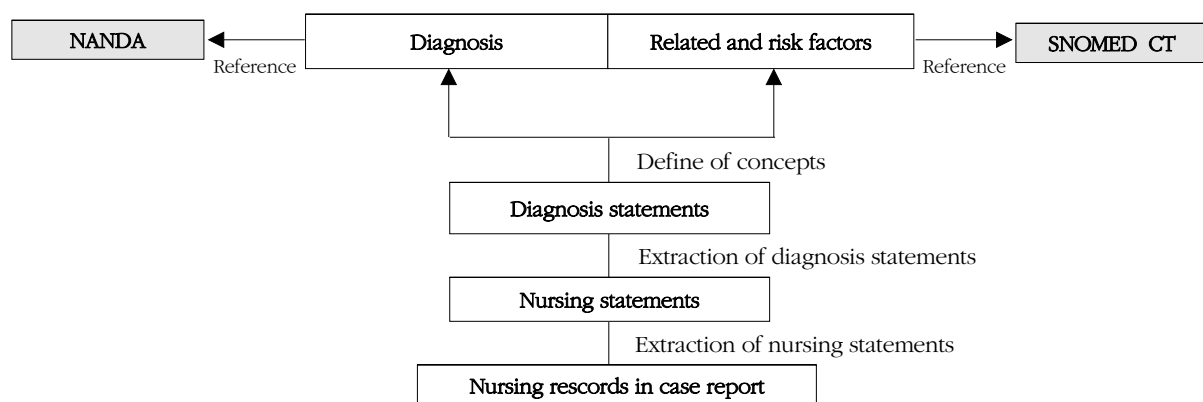 NANDA
Diagnosis
Related and risk factors
SNOMED CT
Reference
Reference
Define of concepts
Diagnosis statements
Extraction of diagnosis statements
Nursing statements
Extraction of nursing statements
Nursing rescords in case report